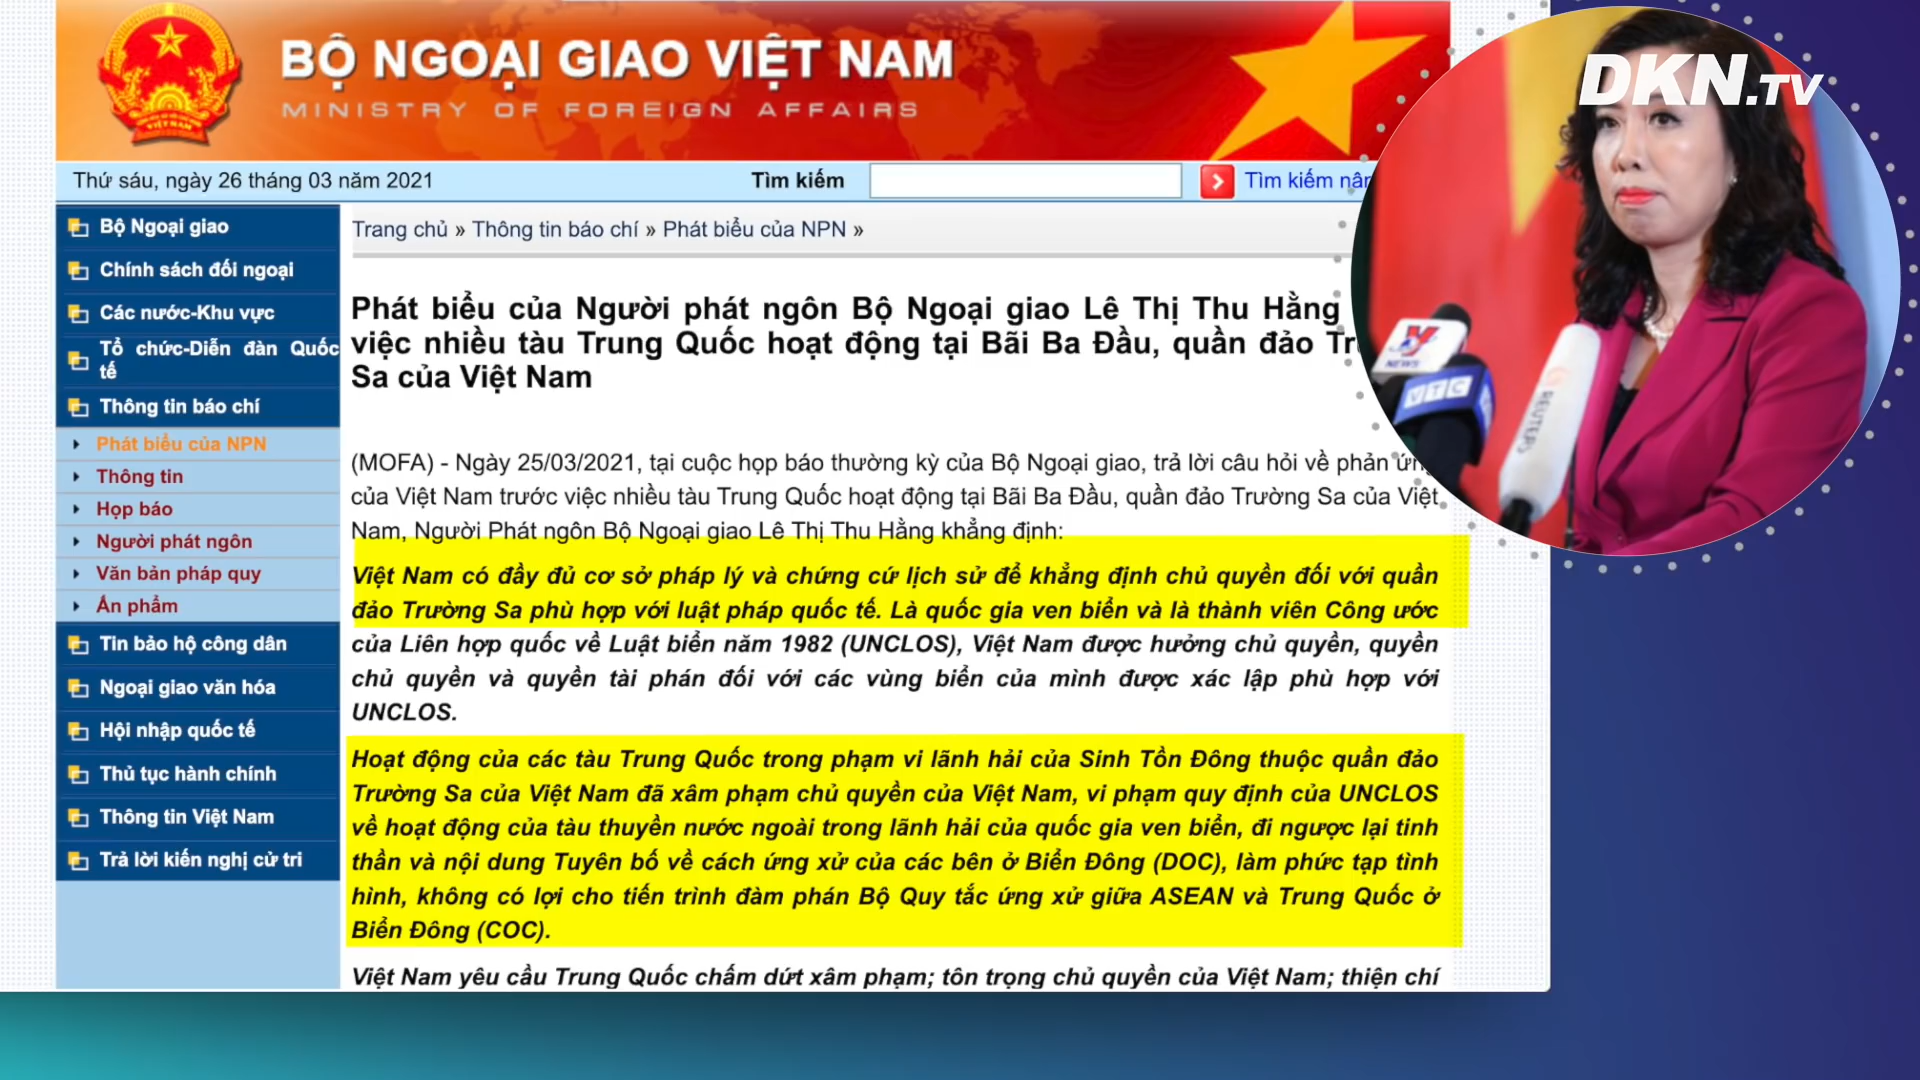 BỘ NGOẠI GIAO VIỆT NAM
MINISTRY OF FOREIGN AFFAIRS
DKN.TV
VIỆT NAM
Thứ sáu, ngày 26 tháng 03 năm 2021
Tìm kiếm
Tìm kiếm
Bộ Ngoại giao
Chính sách đối ngoại
Các nước-Khu vực
Tổ chức-Diễn đàn Quốc
tế
Thông tin báo chí
Phát biểu của NPN
Thông tin
Họp báo
Người phát ngôn
Văn bản pháp quy
Ấn phẩm
Tin bảo hộ công dân
Ngoại giao văn hóa
Hội nhập quốc tế
Thủ tục hành chính
Thông tin Việt Nam
Trả lời kiến nghị cử tri
Trang chủ » Thông tin báo chí » Phát biểu của NPN »
Phát biểu của Người phát ngôn Bộ Ngoại giao Lê Thị Thu Hằng
việc nhiều tàu Trung Quốc hoạt động tại Bãi Ba Đầu, quần đảo
Sa của Việt Nam
(MOFA) - Ngày 25/03/2021, tại cuộc họp báo thường kỳ của Bộ Ngoại giao, trả lời câu hỏi về phản ứng
của Việt Nam trước việc nhiều tàu Trung Quốc hoạt động tại Bãi Ba Đầu, quần đảo Trường Sa của Việt
Nam, Người Phát ngôn Bộ Ngoại giao Lê Thị Thu Hằng khẳng định:
Việt Nam có đầy đủ cơ sở pháp lý và chứng cứ lịch sử để khẳng định chủ quyền đối với quần
đảo Trường Sa phù hợp với luật pháp quốc tế. Là quốc gia ven biển và là thành viên Công ước
của Liên hợp quốc về Luật biển năm 1982 (UNCLOS), Việt Nam được hưởng chủ quyền, quyền
chủ quyền và quyền tài phán đối với các vùng biển của mình được xác lập phù hợp với
UNCLOS.
Hoạt động của các tàu Trung Quốc trong phạm vi lãnh hải của Sinh Tồn Đông thuộc quần đảo
Trường Sa của Việt Nam đã xâm phạm chủ quyền của Việt Nam, vi phạm quy định của UNCLOS
về hoạt động của tàu thuyền nước ngoài trong lãnh hải của quốc gia ven biển, đi ngược lại tinh
thần và nội dung Tuyên bố về cách ứng xử của các bên ở Biển Đông (DOC), làm phức tạp tình
hình, không có lợi cho tiến trình đàm phán Bộ Quy tắc ứng xử giữa ASEAN và Trung Quốc ở
Biển Đông (COC).
Việt Nam yêu cầu Trung Quốc chấm dứt xâm phạm; tôn trọng chủ quyền của Việt Nam; thiện chí
NEWS
VTC
REUTERS